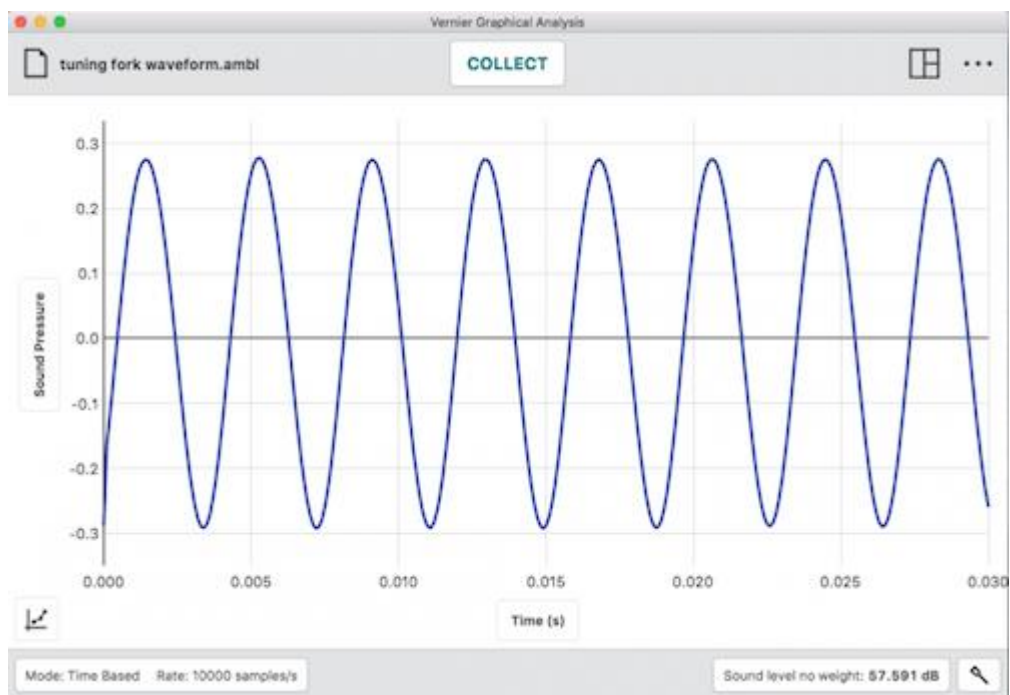 Vernier Graphical Analysis
tuning fork waveform.ambl
COLLECT
0.3
0.2
0.1
0.0
-0.1
-0.2
-0.3
Sound Pressure
0.000 0.005 0.010 0.015 0.020 0.025 0.030
Time (s)
Mode: Time Based Rate: 10000 samples/s
Sound level no weight: 57.591 dB